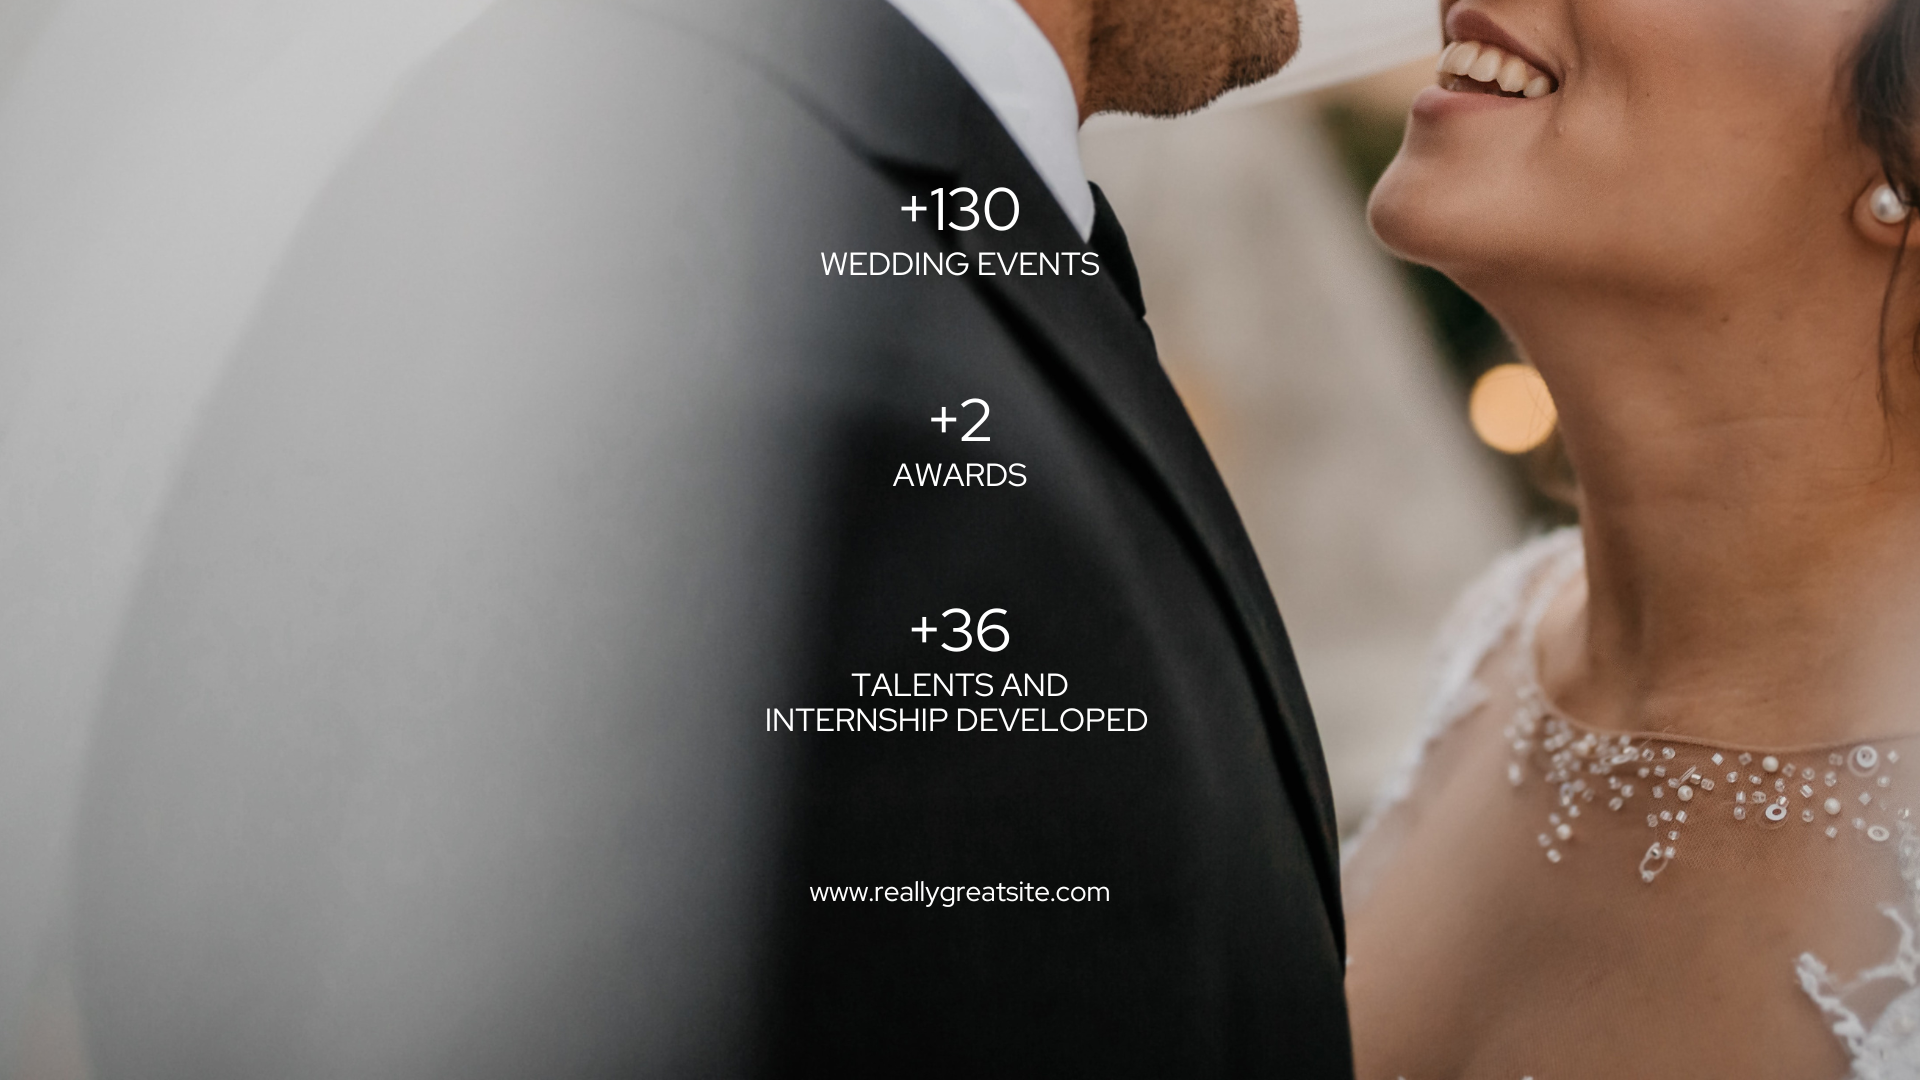 +130
WEDDING EVENTS
+2
AWARDS
+36
TALENTS AND
INTERNSHIP DEVELOPED
www.reallygreatsite.com